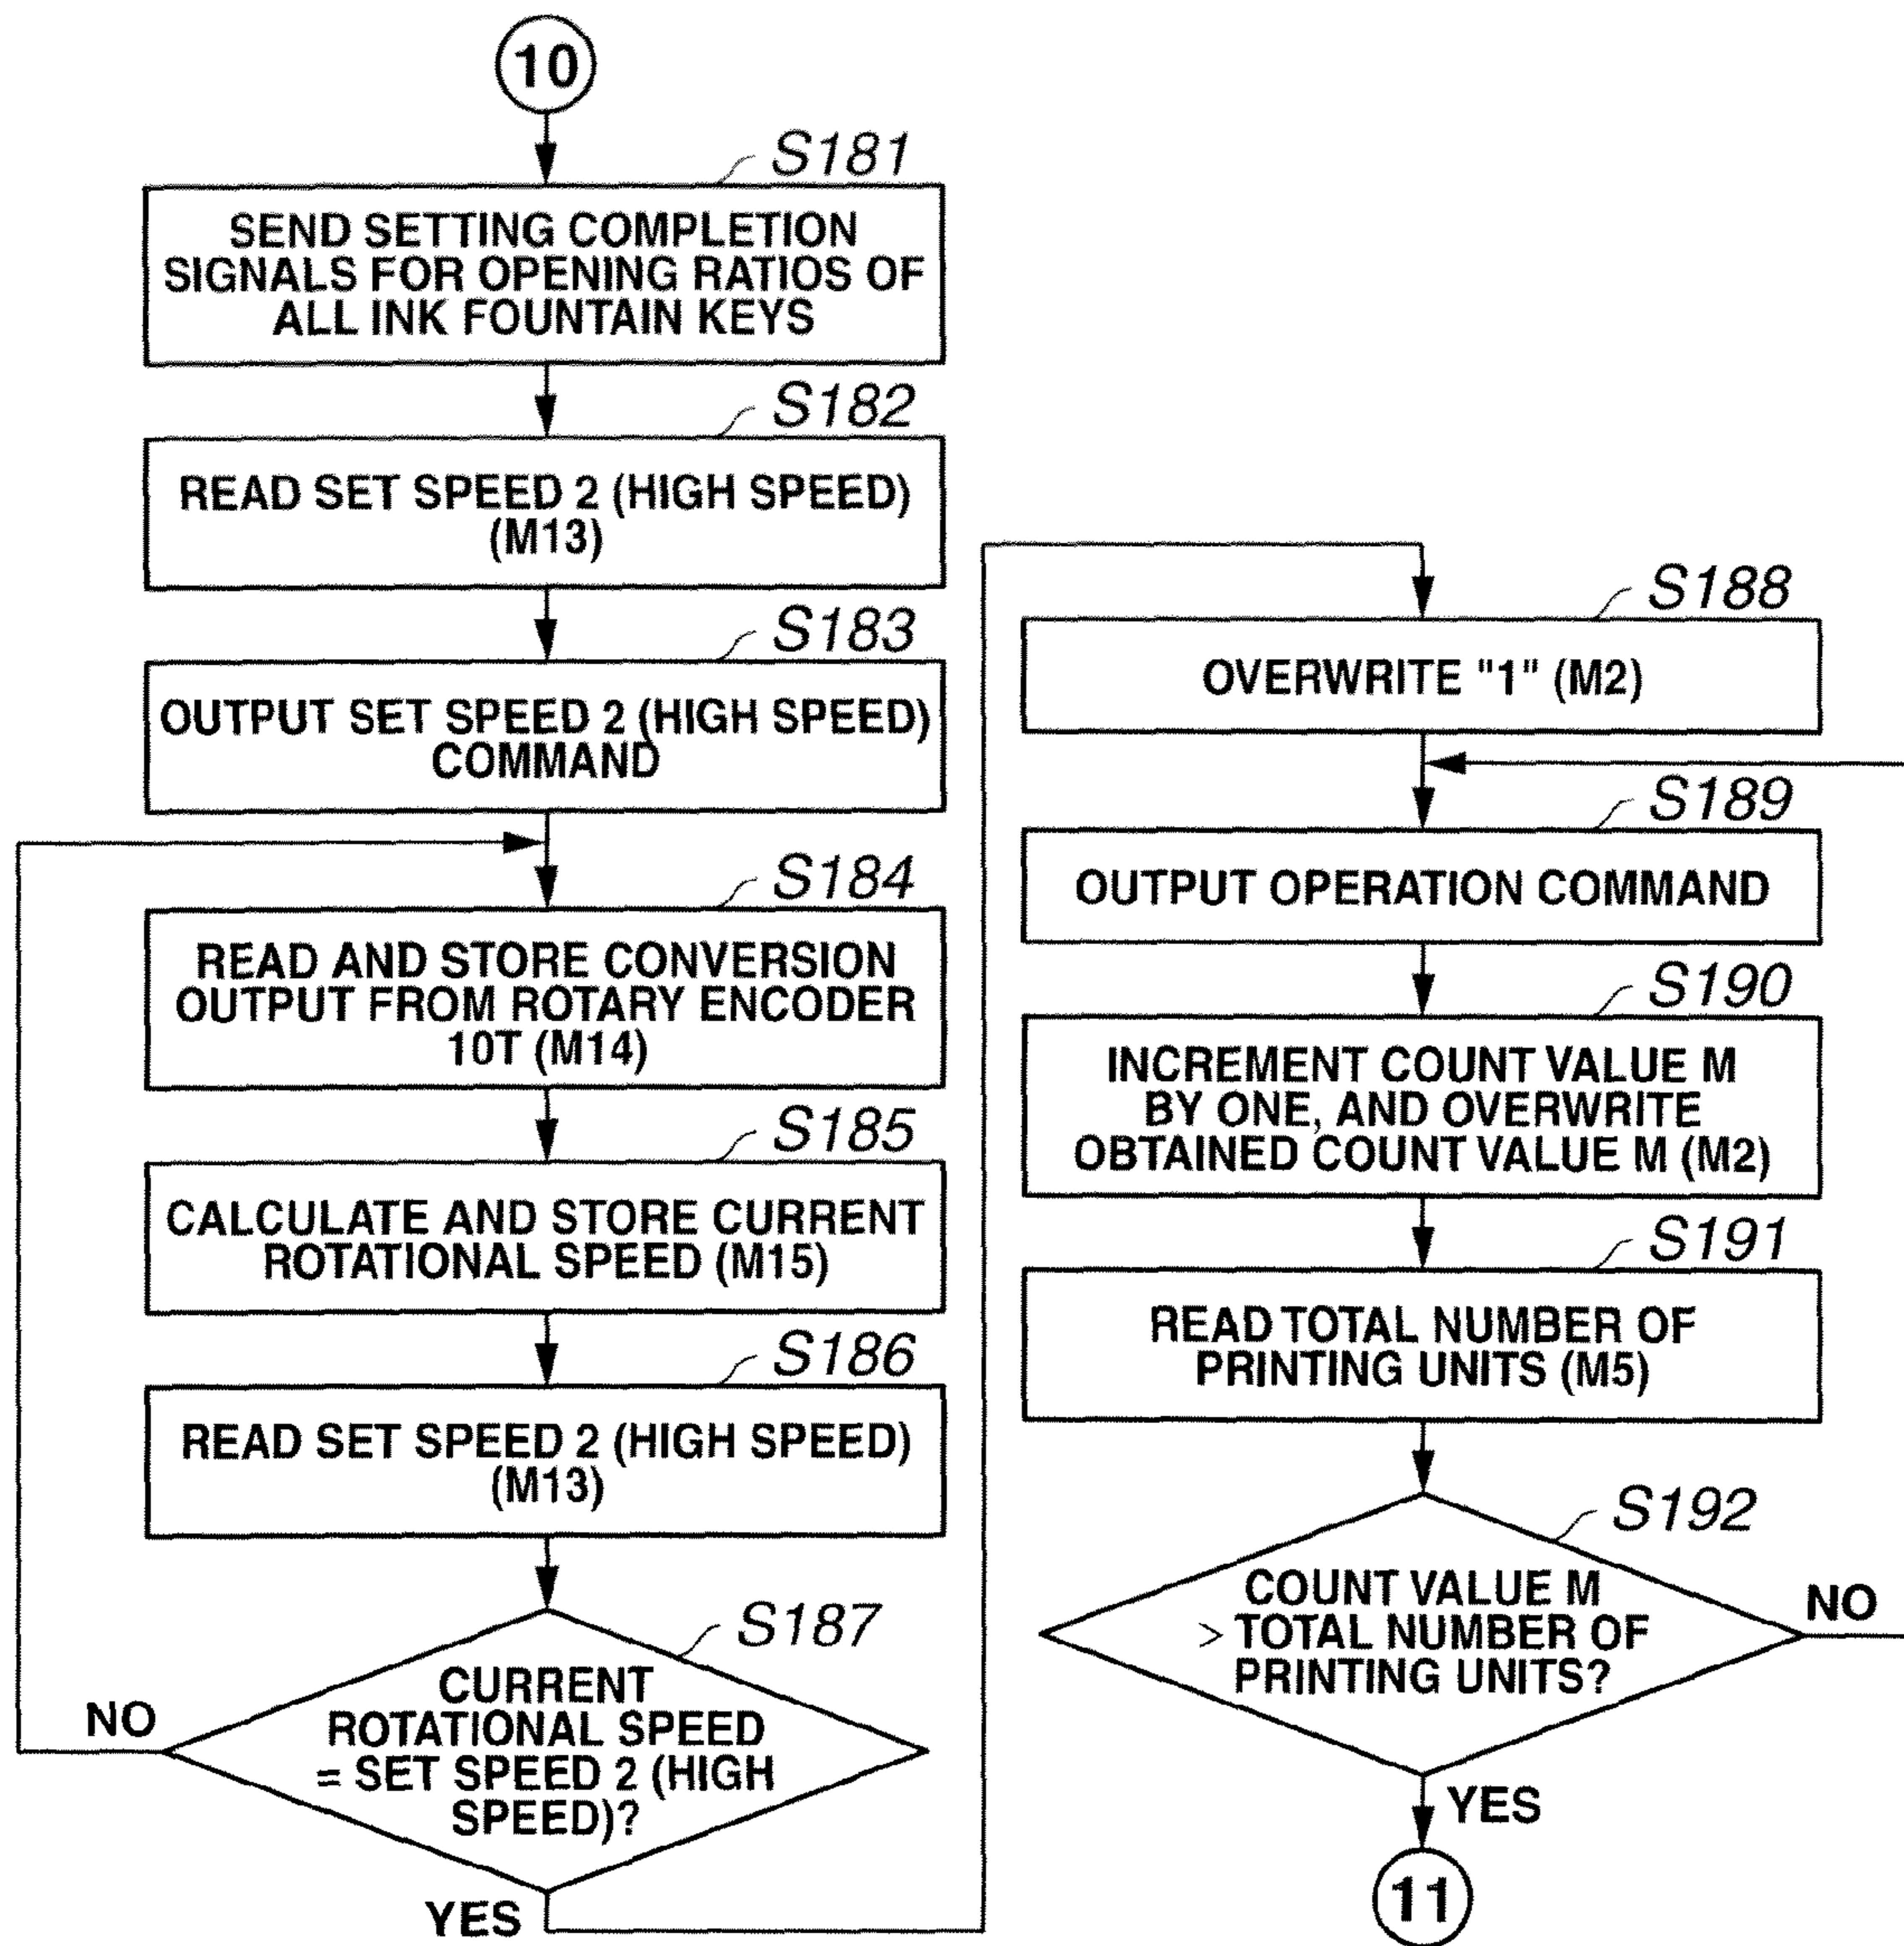 10
S181
SEND SETTING COMPLETION
SIGNALS FOR OPENING RATIOS OF
ALL INK FOUNTAIN KEYS
S182
READ SET SPEED 2 (HIGH SPEED)
(M13)
S183
OUTPUT SET SPEED 2 (HIGH SPEED)
COMMAND
S184
READ AND STORE CONVERSION
OUTPUT FROM ROTARY ENCODER
10T (M14)
S185
CALCULATE AND STORE CURRENT
ROTATIONAL SPEED (M15)
S186
READ SET SPEED 2 (HIGH SPEED)
(M13)
S187
CURRENT
ROTATIONAL SPEED
= SET SPEED 2 (HIGH
SPEED)?
NO
YES
S188
OVERWRITE "1" (M2)
S189
OUTPUT OPERATION COMMAND
S190
INCREMENT COUNT VALUE M
BY ONE, AND OVERWRITE
OBTAINED COUNT VALUE M (M2)
S191
READ TOTAL NUMBER OF
PRINTING UNITS (M5)
S192
COUNT VALUE M
> TOTAL NUMBER OF
PRINTING UNITS?
NO
YES
11